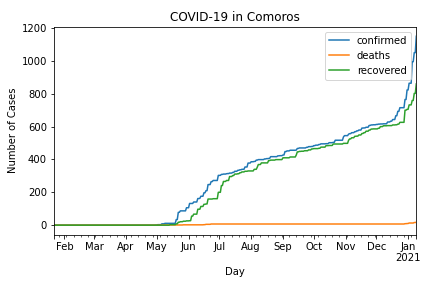 COVID-19 in Comoros
confirmed
deaths
recovered
Number of Cases
1200
1000
800
600
400
200
0
Feb Mar Apr May Jun Jul Aug Sep Oct Nov Dec Jan
2021
Day